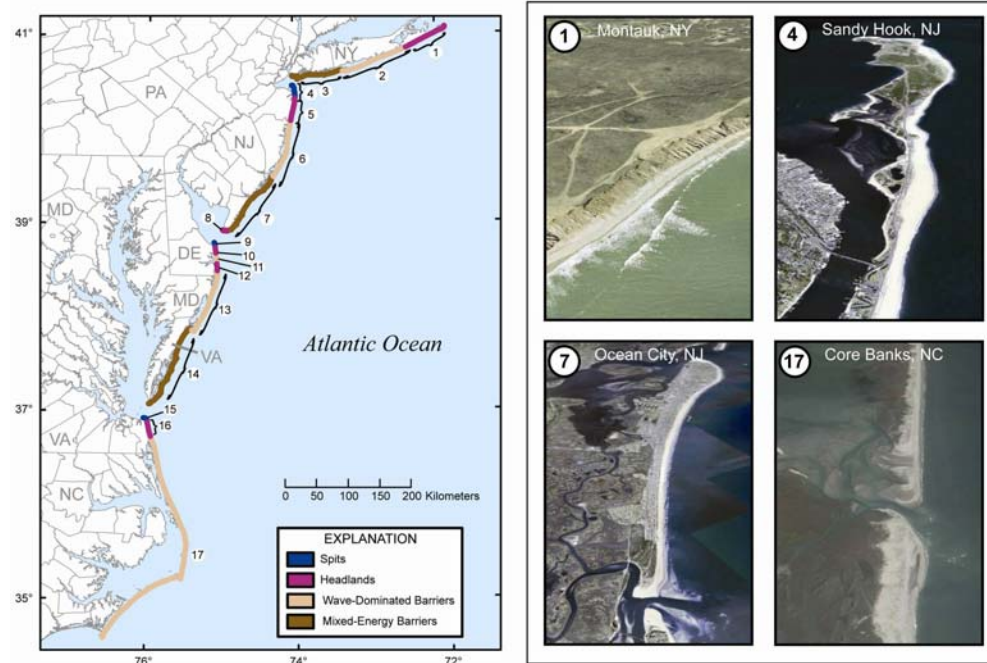 41°
39°
37°
35°
76°
74°
72°
NY
PA
NJ
MD
DE
MD
VA
VA
NC
1
2
3
4
5
6
7
8
9
10
11
12
13
14
15
16
17
Atlantic Ocean
0 50 100 150 200 Kilometers
EXPLANATION
Spits
Headlands
Wave-Dominated Barriers
Mixed-Energy Barriers
1 Montauk, NY
4 Sandy Hook, NJ
7 Ocean City, NJ
17 Core Banks, NC